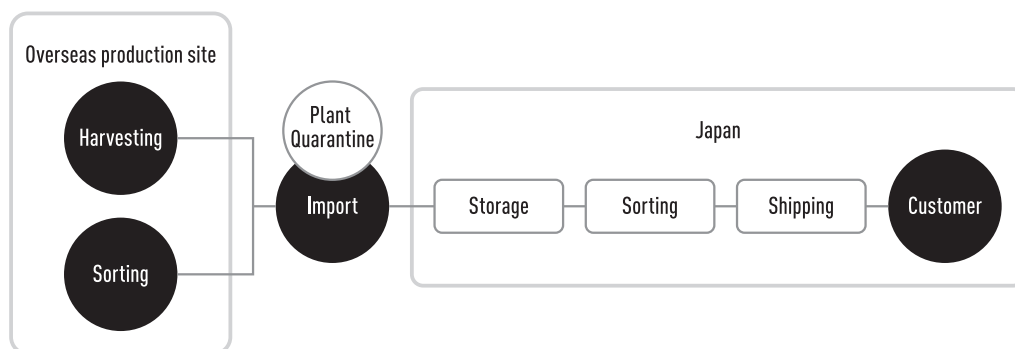 Overseas production site
Harvesting
Sorting
Plant
Quarantine
Import
Japan
Storage
Sorting
Shipping
Customer